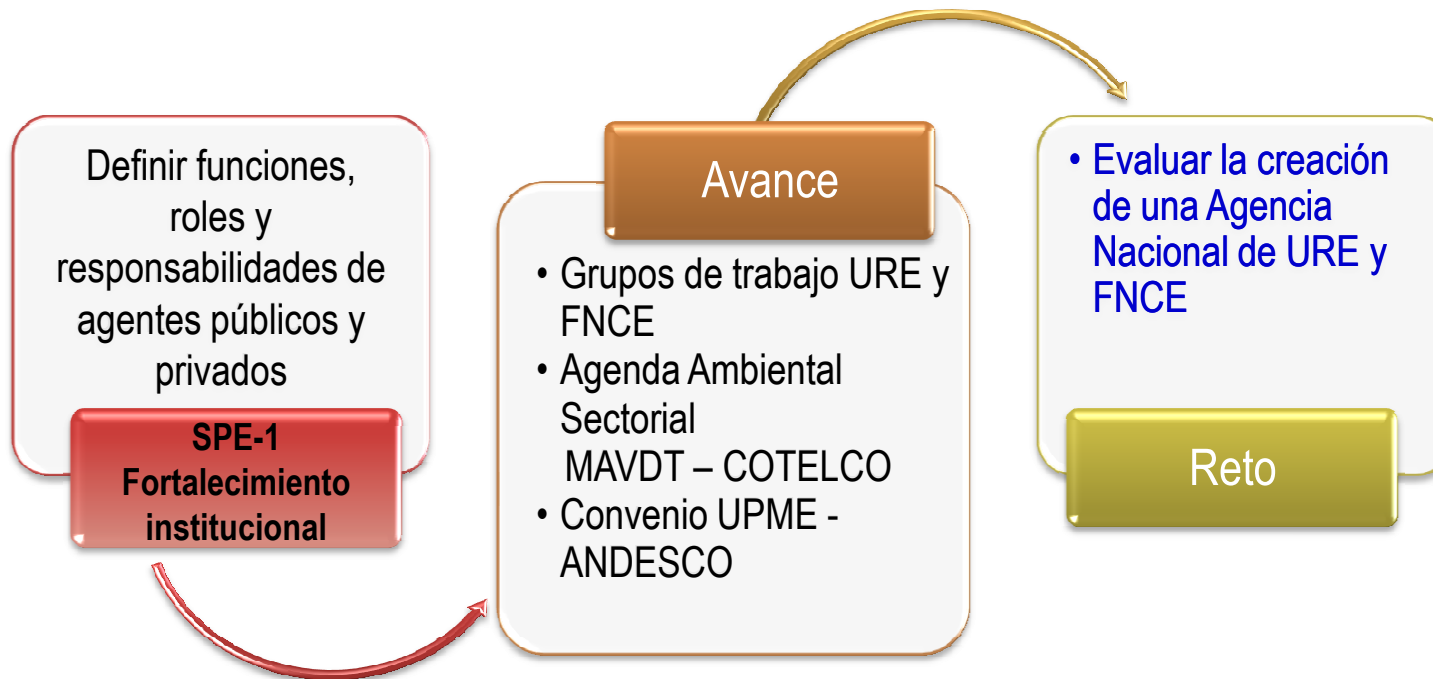 Definir funciones,
roles y
responsabilidades de
agentes públicos y
privados
SPE-1
Fortalecimiento
institucional
Avance
• Grupos de trabajo URE y
FNCE
• Agenda Ambiental
Sectorial
MAVDT – COTELCO
• Convenio UPME -
ANDESCO
• Evaluar la creación
de una Agencia
Nacional de URE y
FNCE
Reto